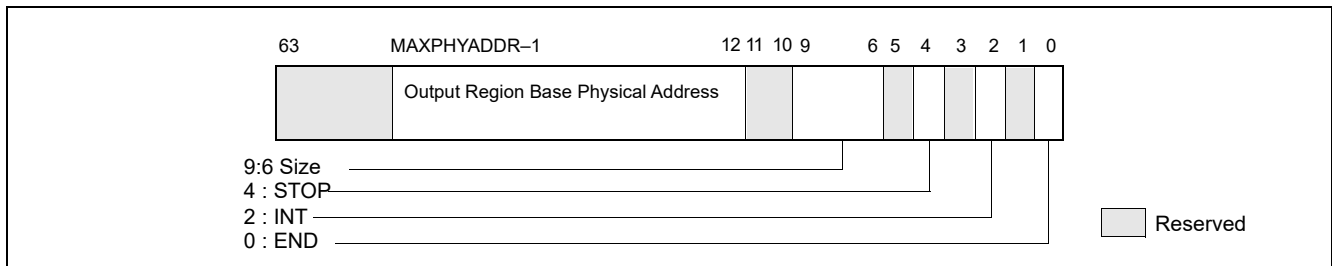 63 MAXPHYADDR–1 12 11 10 9 6 5 4 3 2 1 0
Output Region Base Physical Address
9:6 Size
4 : STOP
2 : INT
0 : END
Reserved